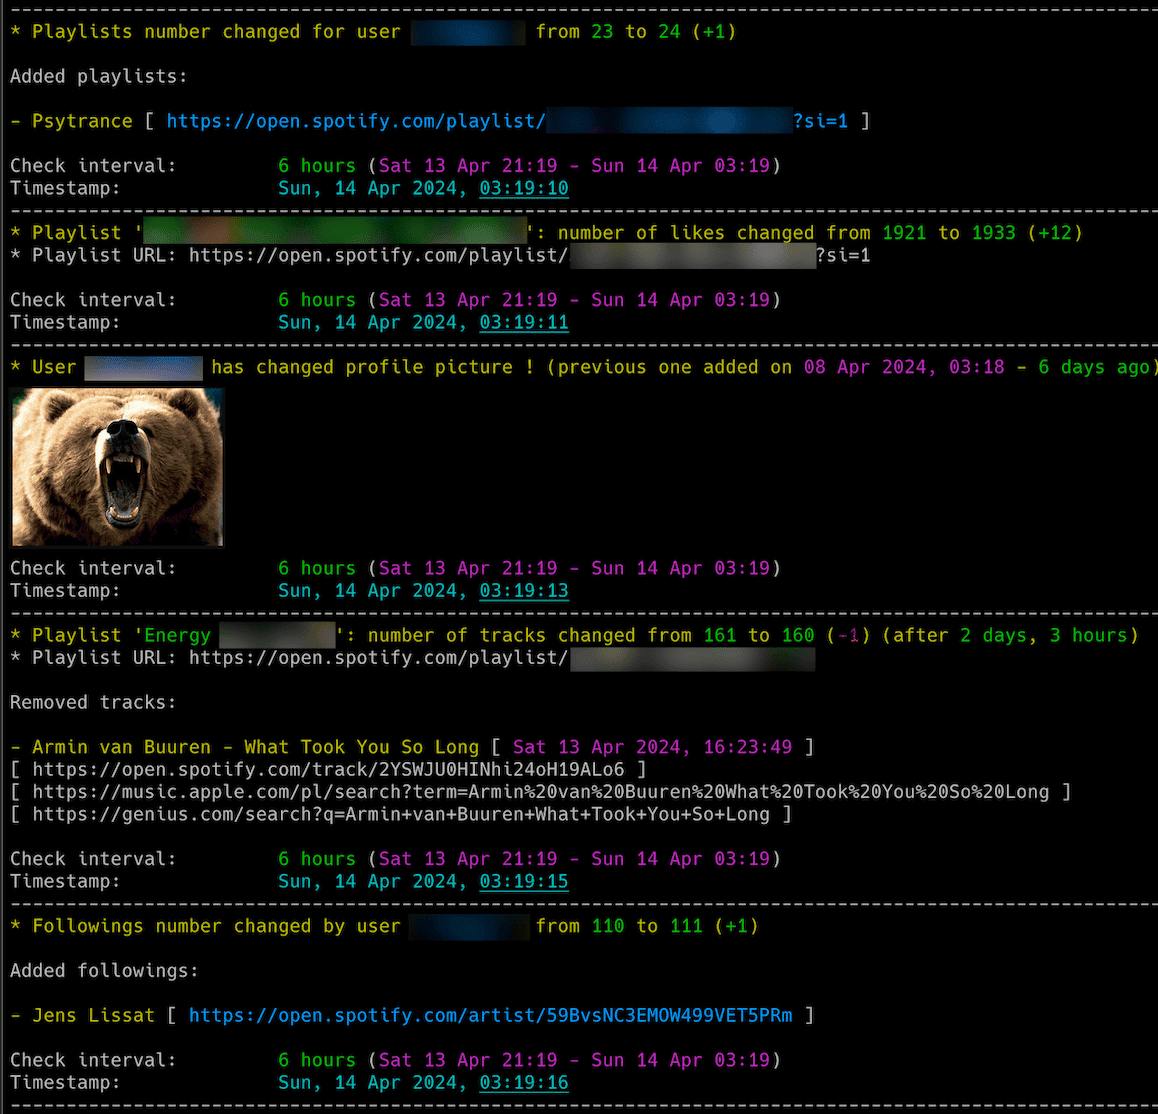 * Playlists number changed for user from 23 to 24 (+1)
Added playlists:
- Psytrance [ https://open.spotify.com/playlist/ ?si=1 ]
Check interval: 6 hours (Sat 13 Apr 21:19 - Sun 14 Apr 03:19)
Timestamp: Sun, 14 Apr 2024, 03:19:10
* Playlist ' ': number of likes changed from 1921 to 1933 (+12)
* Playlist URL: https://open.spotify.com/playlist/ ?si=1
Check interval: 6 hours (Sat 13 Apr 21:19 - Sun 14 Apr 03:19)
Timestamp: Sun, 14 Apr 2024, 03:19:11
* User has changed profile picture ! (previous one added on 08 Apr 2024, 03:18 - 6 days ago)
Check interval: 6 hours (Sat 13 Apr 21:19 - Sun 14 Apr 03:19)
Timestamp: Sun, 14 Apr 2024, 03:19:13
* Playlist 'Energy ': number of tracks changed from 161 to 160 (-1) (after 2 days, 3 hours)
* Playlist URL: https://open.spotify.com/playlist/
Removed tracks:
- Armin van Buuren - What Took You So Long [ Sat 13 Apr 2024, 16:23:49 ]
[ https://open.spotify.com/track/2YSWJU0HINhi24oH19ALo6 ]
[ https://music.apple.com/pl/search?term=Armin%20van%20Buuren%20What%20Took%20You%20So%20Long ]
[ https://genius.com/search?q=Armin+van+Buuren+What+Took+You+So+Long ]
Check interval: 6 hours (Sat 13 Apr 21:19 - Sun 14 Apr 03:19)
Timestamp: Sun, 14 Apr 2024, 03:19:15
* Followings number changed by user from 110 to 111 (+1)
Added followings:
- Jens Lissat [ https://open.spotify.com/artist/59BvsNC3EMOW499VET5PRm ]
Check interval: 6 hours (Sat 13 Apr 21:19 - Sun 14 Apr 03:19)
Timestamp: Sun, 14 Apr 2024, 03:19:16